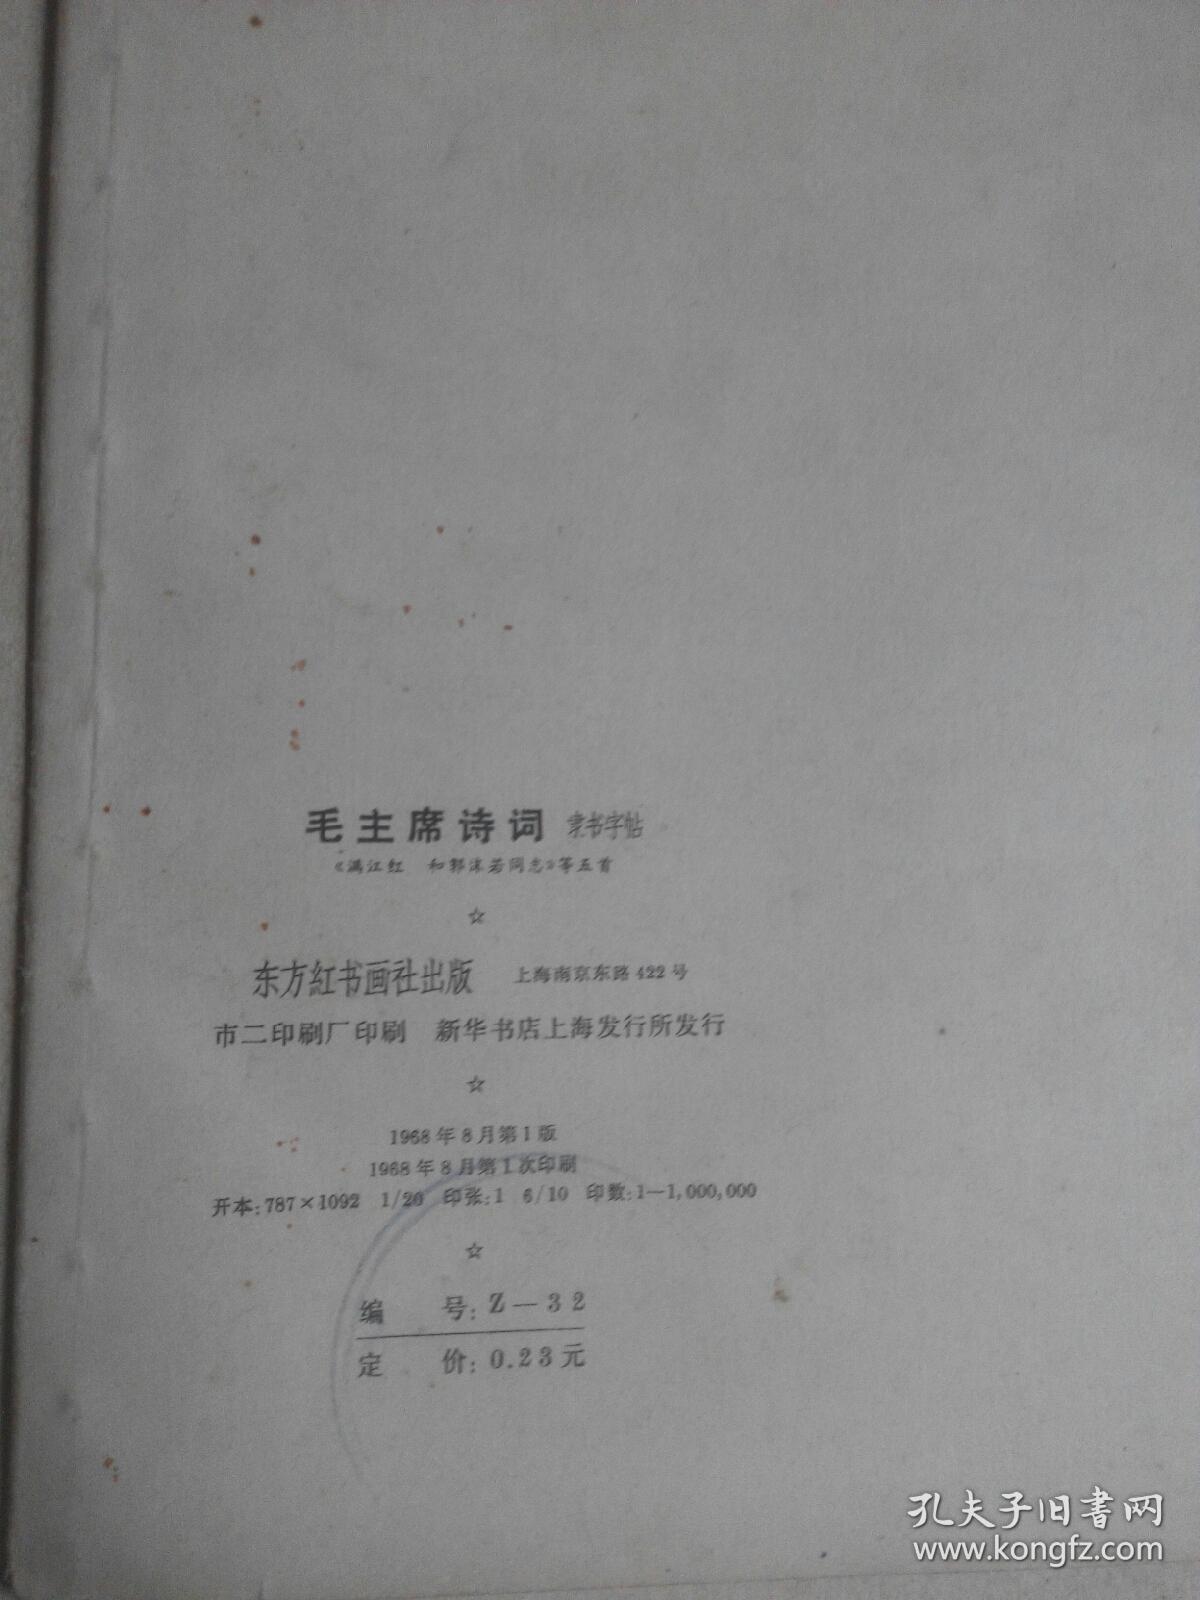 毛主席诗词 隶书字帖
《满江红 和郭沫若同志》等五首
☆
东方紅书画社出版 上海南京东路422号
市二印刷厂印刷 新华书店上海发行所发行
☆
1968年8月第1版
1968年8月第1次印刷
开本:787×1092 1/20 印张:1 6/10 印数:1—1,000,000
☆
编 号:Z—32
定 价:0.23元
孔夫子旧書网
www.kongfz.com